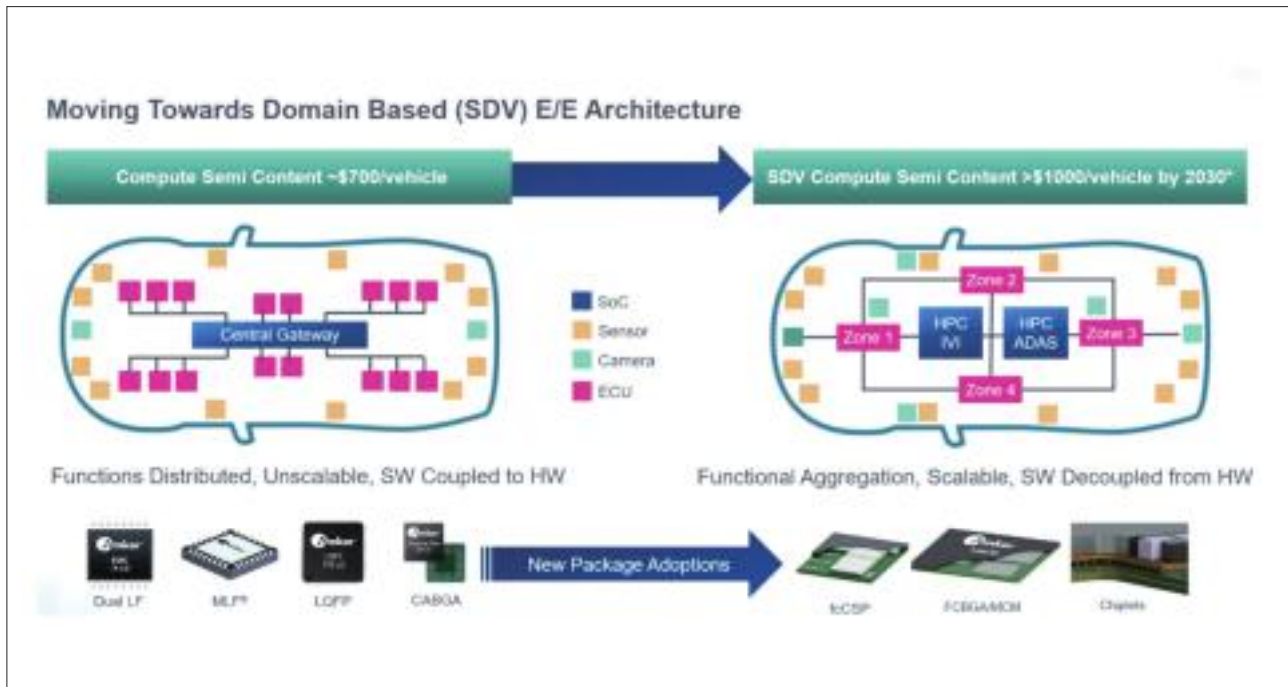 Moving Towards Domain Based (SDV) E/E Architecture
Compute Semi Content ~$700/vehicle
SDV Compute Semi Content >$1000/vehicle by 2030*
Central Gateway
SoC
Sensor
Camera
ECU
Zone 2
Zone 1
HPC
IVI
HPC
ADAS
Zone 3
Zone 4
Functions Distributed, Unscalable, SW Coupled to HW
Functional Aggregation, Scalable, SW Decoupled from HW
Amkor
Amkor
Amkor
New Package Adoptions
Dual LF
MLF®
LQFP
CABGA
fcCSP
FCBGA/MCM
Chiplets